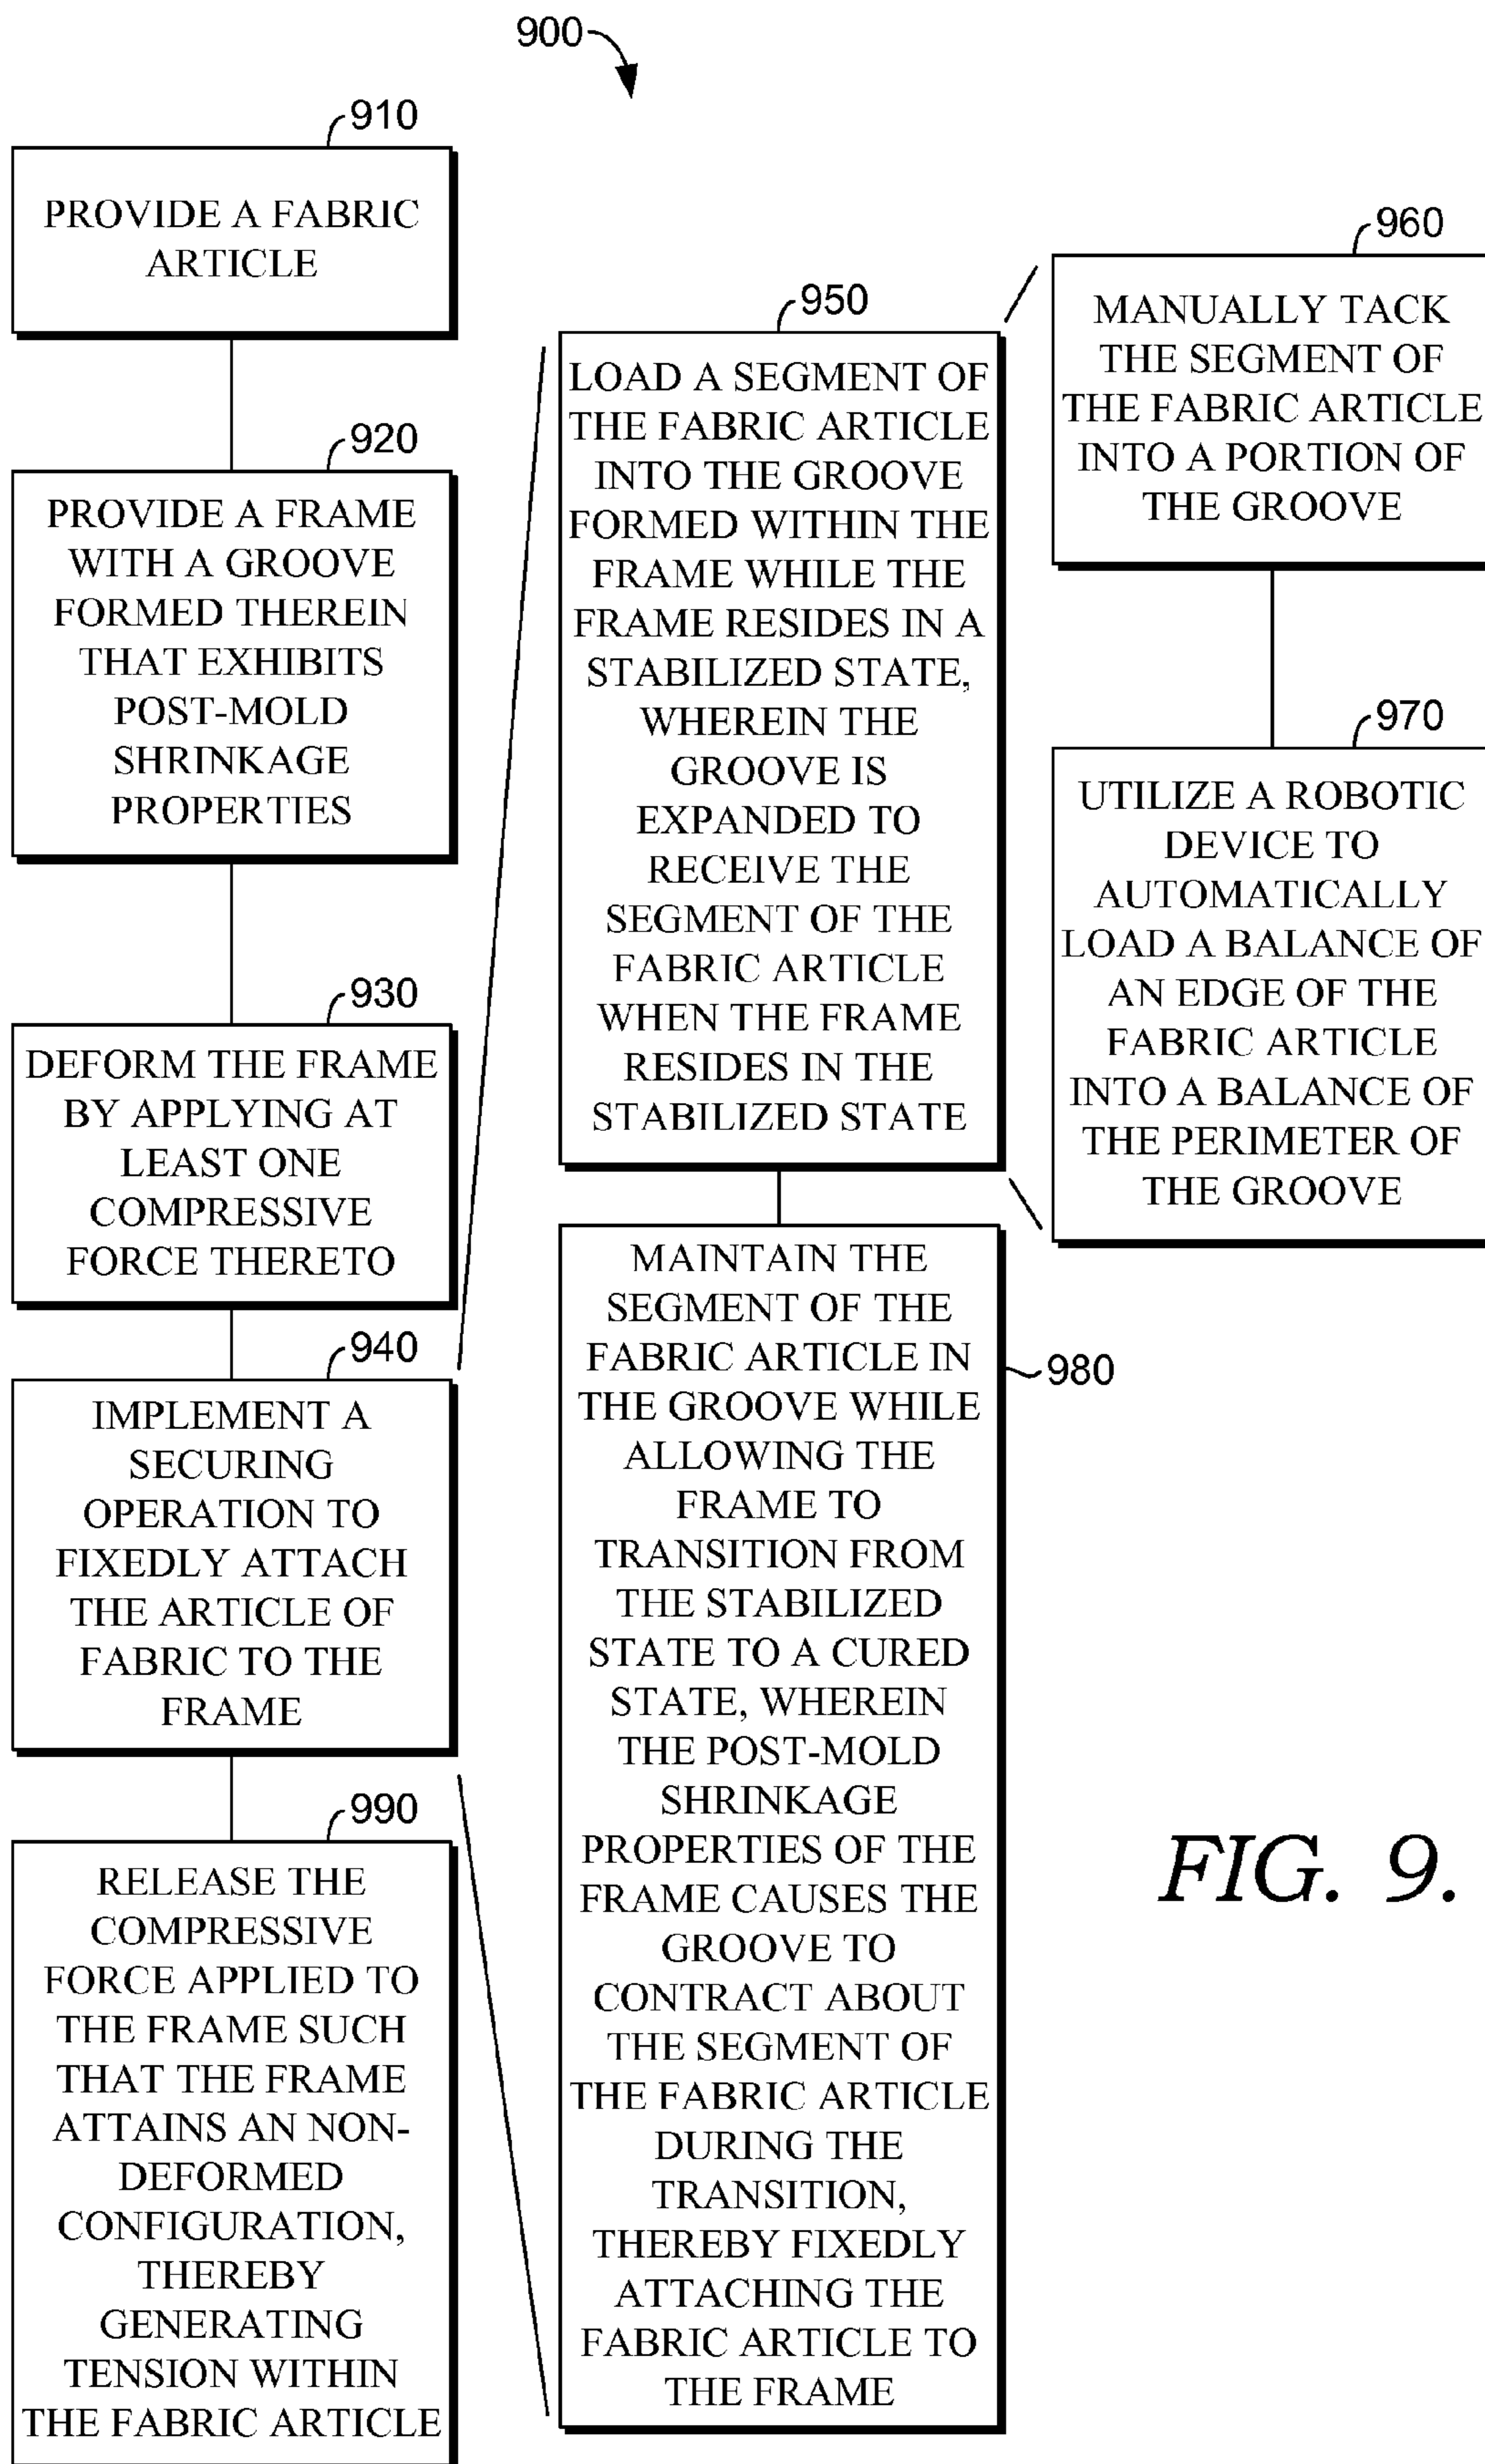 900
910
PROVIDE A FABRIC
ARTICLE
920
PROVIDE A FRAME
WITH A GROOVE
FORMED THEREIN
THAT EXHIBITS
POST-MOLD
SHRINKAGE
PROPERTIES
930
DEFORM THE FRAME
BY APPLYING AT
LEAST ONE
COMPRESSIVE
FORCE THERETO
940
IMPLEMENT A
SECURING
OPERATION TO
FIXEDLY ATTACH
THE ARTICLE OF
FABRIC TO THE
FRAME
990
RELEASE THE
COMPRESSIVE
FORCE APPLIED TO
THE FRAME SUCH
THAT THE FRAME
ATTAINS AN NON-
DEFORMED
CONFIGURATION,
THEREBY
GENERATING
TENSION WITHIN
THE FABRIC ARTICLE
950
LOAD A SEGMENT OF
THE FABRIC ARTICLE
INTO THE GROOVE
FORMED WITHIN THE
FRAME WHILE THE
FRAME RESIDES IN A
STABILIZED STATE,
WHEREIN THE
GROOVE IS
EXPANDED TO
RECEIVE THE
SEGMENT OF THE
FABRIC ARTICLE
WHEN THE FRAME
RESIDES IN THE
STABILIZED STATE
980
MAINTAIN THE
SEGMENT OF THE
FABRIC ARTICLE IN
THE GROOVE WHILE
ALLOWING THE
FRAME TO
TRANSITION FROM
THE STABILIZED
STATE TO A CURED
STATE, WHEREIN
THE POST-MOLD
SHRINKAGE
PROPERTIES OF THE
FRAME CAUSES THE
GROOVE TO
CONTRACT ABOUT
THE SEGMENT OF
THE FABRIC ARTICLE
DURING THE
TRANSITION,
THEREBY FIXEDLY
ATTACHING THE
FABRIC ARTICLE TO
THE FRAME
960
MANUALLY TACK
THE SEGMENT OF
THE FABRIC ARTICLE
INTO A PORTION OF
THE GROOVE
970
UTILIZE A ROBOTIC
DEVICE TO
AUTOMATICALLY
LOAD A BALANCE OF
AN EDGE OF THE
FABRIC ARTICLE
INTO A BALANCE OF
THE PERIMETER OF
THE GROOVE
FIG. 9.